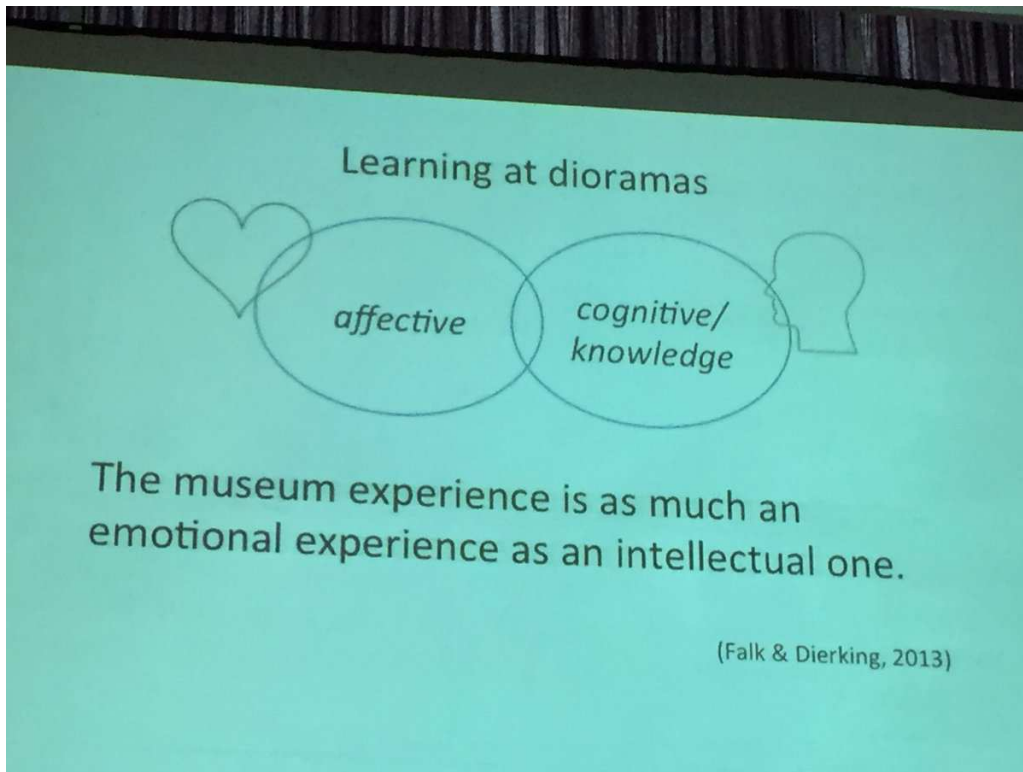 Learning at dioramas
affective
cognitive/
knowledge
The museum experience is as much an
emotional experience as an intellectual one.
(Falk & Dierking, 2013)